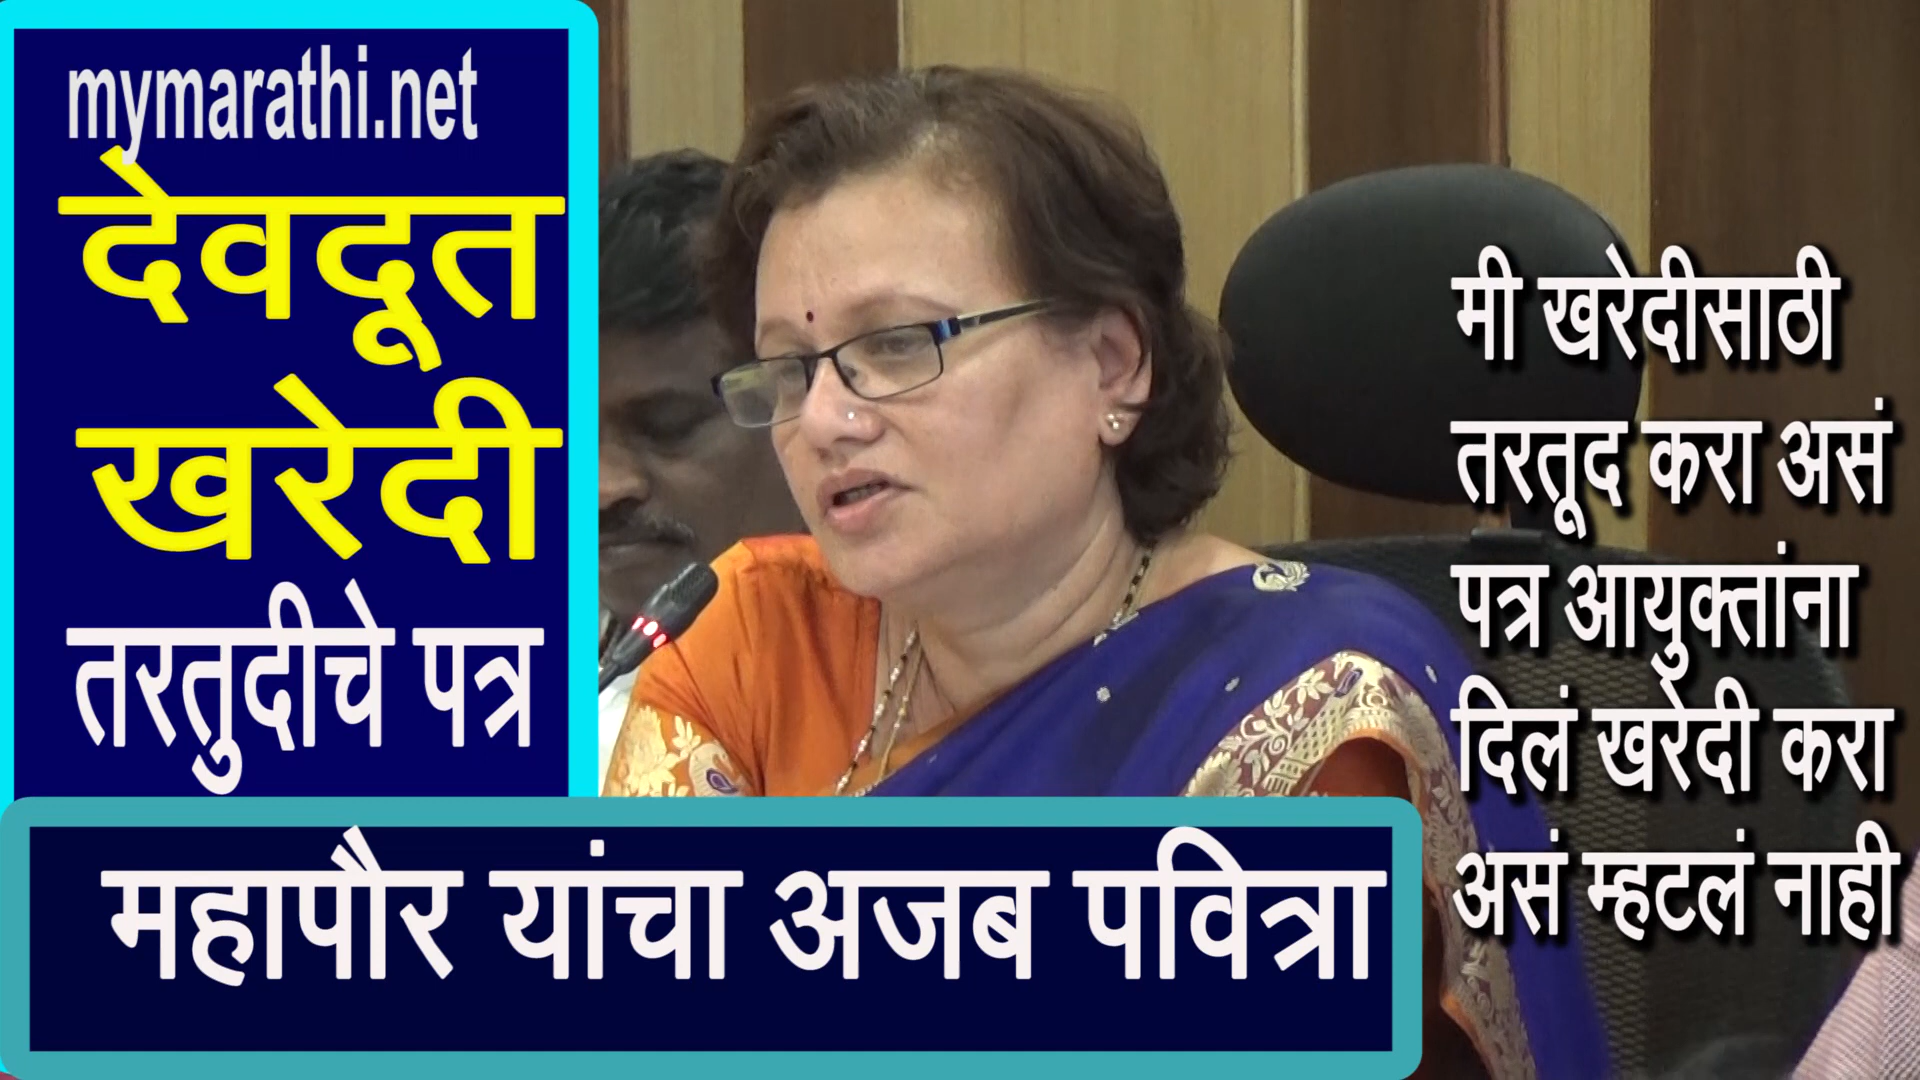 mymarathi.net
देवदूत
खरेदी
तरतुदीचे पत्र
महापौर यांचा अजब पवित्रा
मी खरेदीसाठी
तरतूद करा असं
पत्र आयुक्तांना
दिलं खरेदी करा
असं म्हटलं नाही